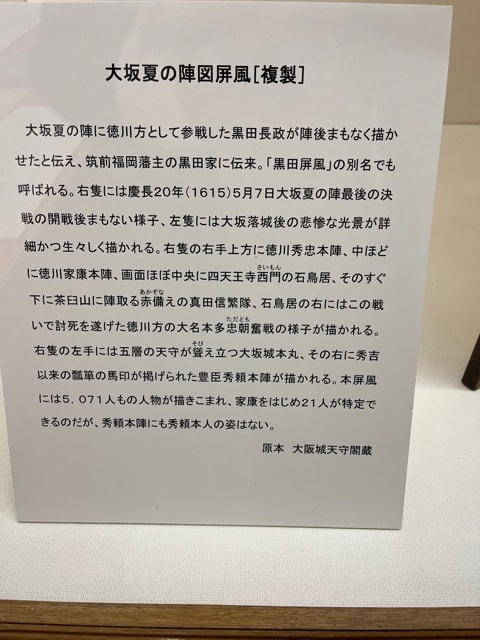 大坂夏の陣図屏風[複製]
大坂夏の陣に徳川方として参戦した黒田長政が陣後まもなく描か
せたと伝え、筑前福岡藩主の黒田家に伝来。「黒田屏風」の別名でも
呼ばれる。右隻には慶長20年(1615)5月7日大坂夏の陣最後の決
戦の開戦後まもない様子、左隻には大坂落城後の悲惨な光景が詳
細かつ生々しく描かれる。右隻の右手上方に徳川秀忠本陣、中ほど
に徳川家康本陣、画面ほぼ中央に四天王寺西門の石鳥居、そのすぐ
下に茶臼山に陣取る赤備えの真田信繁隊、石鳥居の右にはこの戦
いで討死を遂げた徳川方の大名本多忠朝奮戦の様子が描かれる。
右隻の左手には五層の天守が聳え立つ大坂城本丸、その右に秀吉
以来の瓢箪の馬印が掲げられた豊臣秀頼本陣が描かれる。本屏風
には5,071人もの人物が描きこまれ、家康をはじめ21人が特定で
きるのだが、秀頼本陣にも秀頼本人の姿はない。
原本 大阪城天守閣蔵